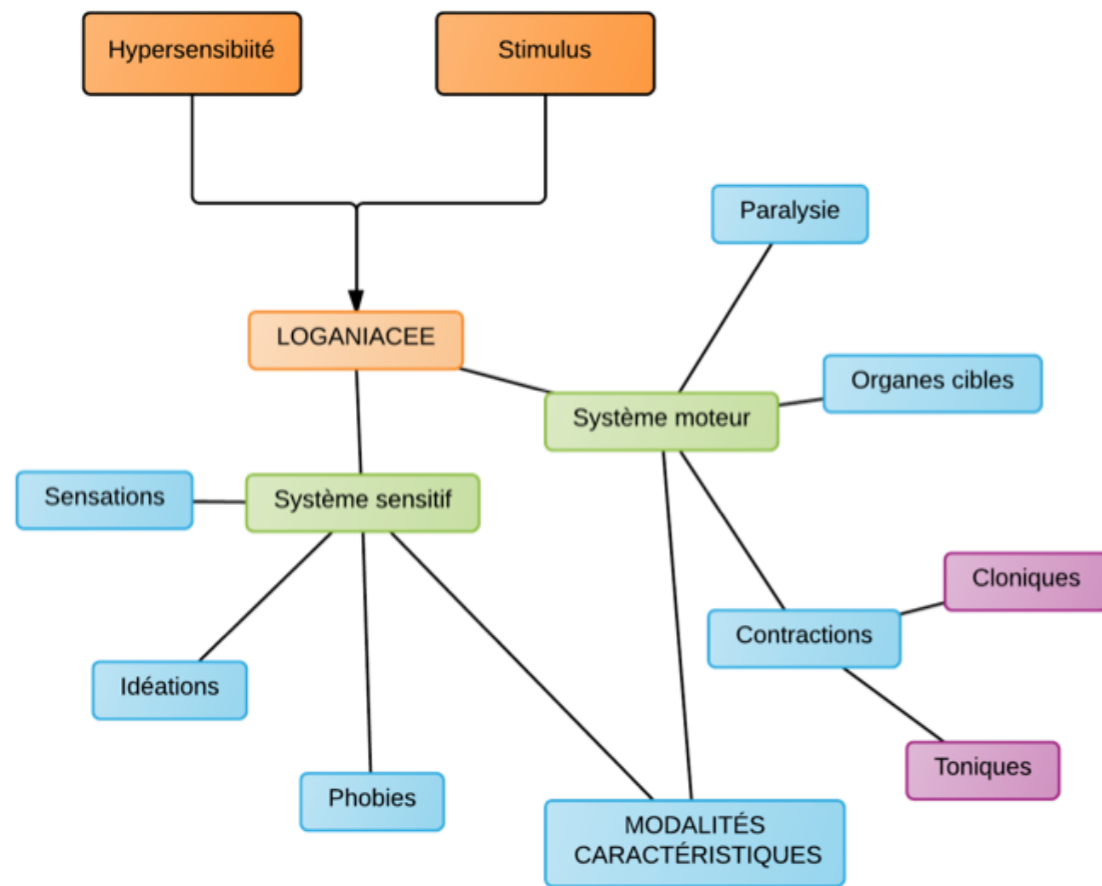 Hypersensibiité
Stimulus
Paralysie
LOGANIACEE
Organes cibles
Système moteur
Sensations
Système sensitif
Cloniques
Contractions
Idéations
Toniques
Phobies
MODALITÉS
CARACTÉRISTIQUES